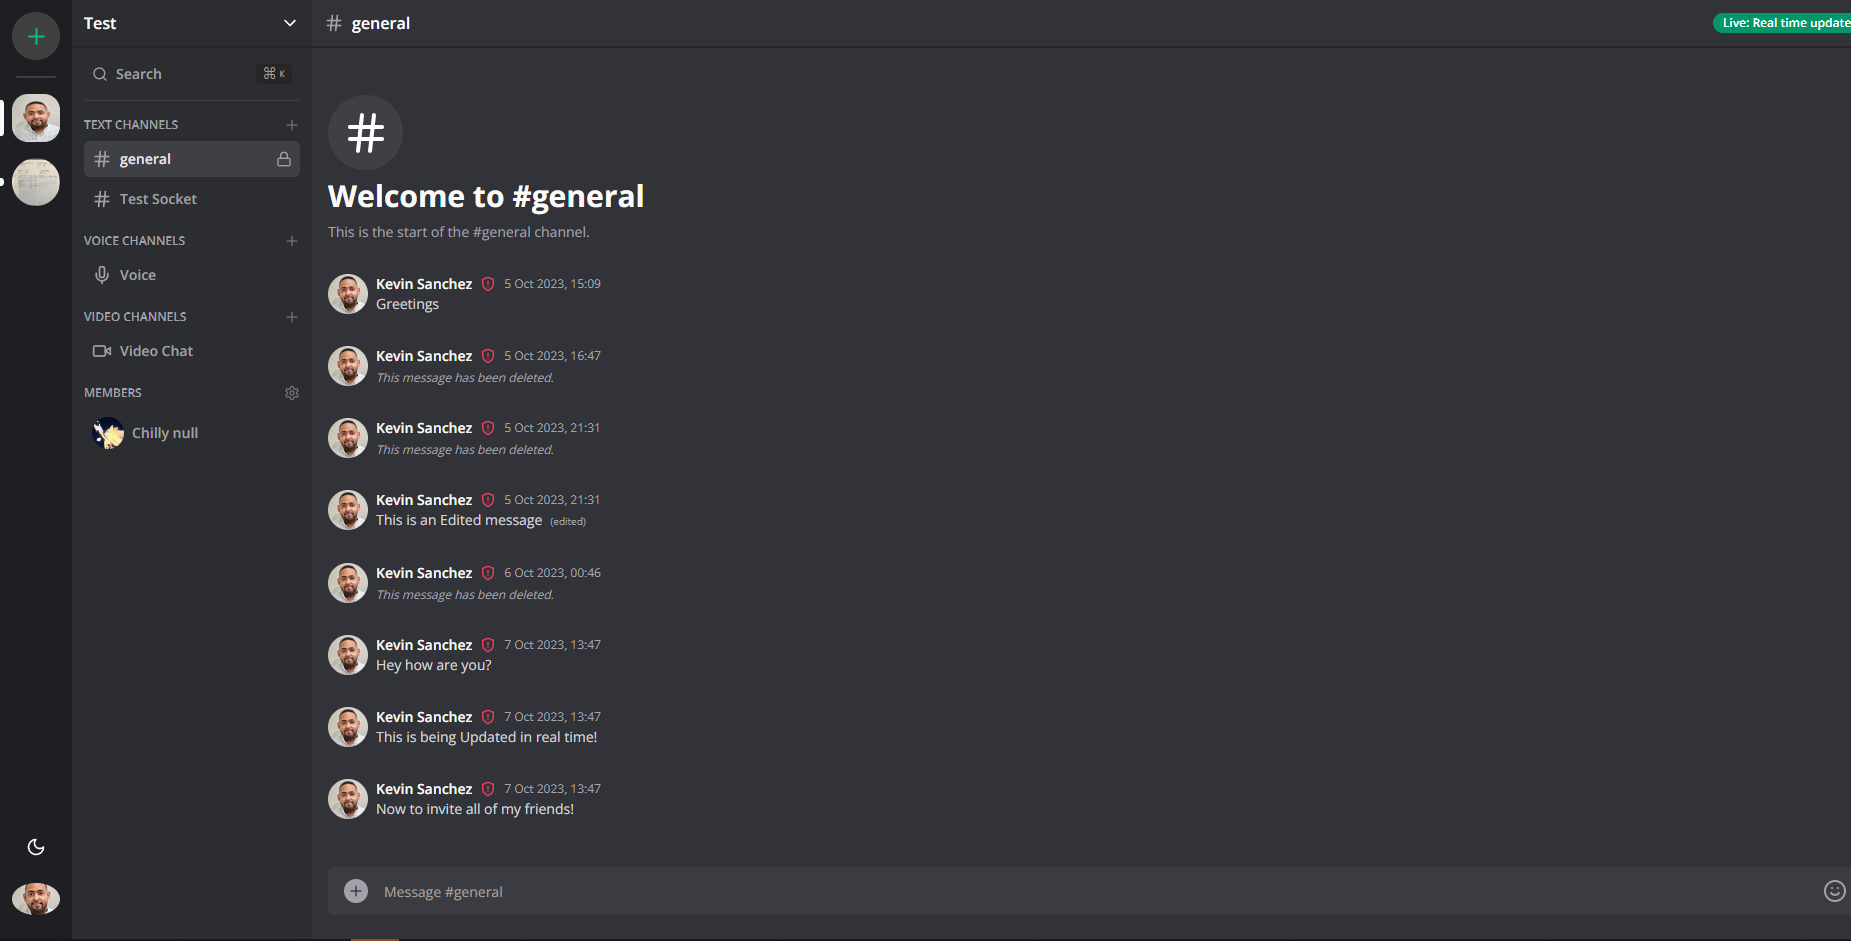 Test
Search
⌘ K
TEXT CHANNELS
general
Test Socket
VOICE CHANNELS
Voice
VIDEO CHANNELS
Video Chat
MEMBERS
Chilly null
# general
Live: Real time update
#
Welcome to #general
This is the start of the #general channel.
Kevin Sanchez 5 Oct 2023, 15:09
Greetings
Kevin Sanchez 5 Oct 2023, 16:47
This message has been deleted.
Kevin Sanchez 5 Oct 2023, 21:31
This message has been deleted.
Kevin Sanchez 5 Oct 2023, 21:31
This is an Edited message (edited)
Kevin Sanchez 6 Oct 2023, 00:46
This message has been deleted.
Kevin Sanchez 7 Oct 2023, 13:47
Hey how are you?
Kevin Sanchez 7 Oct 2023, 13:47
This is being Updated in real time!
Kevin Sanchez 7 Oct 2023, 13:47
Now to invite all of my friends!
Message #general